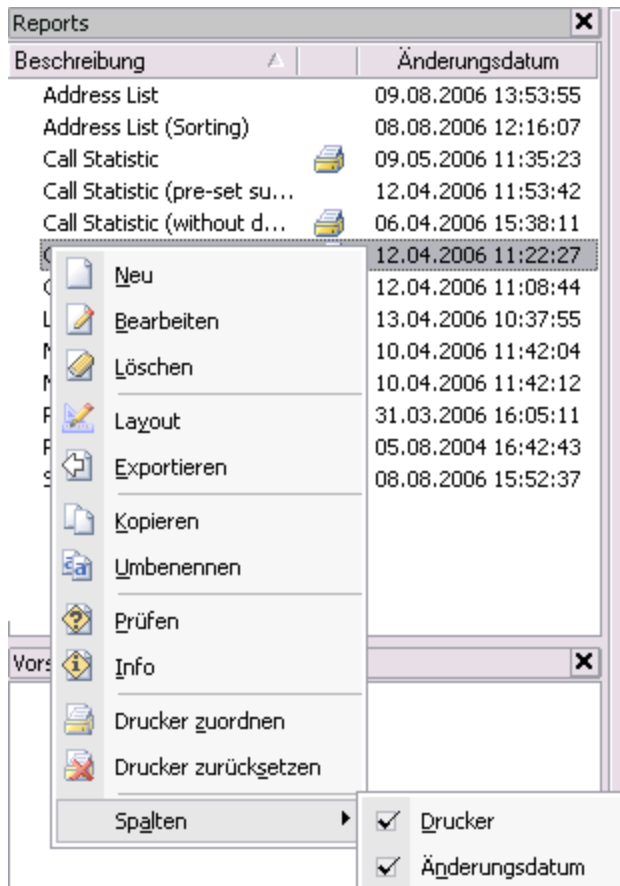 Reports
Beschreibung Änderungsdatum
Address List 09.08.2006 13:53:55
Address List (Sorting) 08.08.2006 12:16:07
Call Statistic 09.05.2006 11:35:23
Call Statistic (pre-set su... 12.04.2006 11:53:42
Call Statistic (without d... 06.04.2006 15:38:11
12.04.2006 11:22:27
12.04.2006 11:08:44
13.04.2006 10:37:55
10.04.2006 11:42:04
10.04.2006 11:42:12
31.03.2006 16:05:11
05.08.2004 16:42:43
08.08.2006 15:52:37
Neu
Bearbeiten
Löschen
Layout
Exportieren
Kopieren
Umbenennen
Prüfen
Info
Drucker zuordnen
Drucker zurücksetzen
Spalten
Drucker
Änderungsdatum